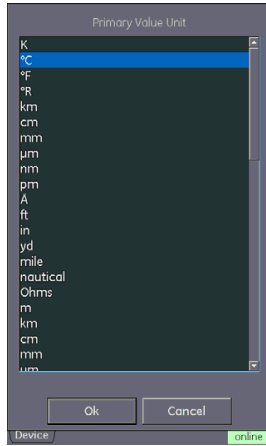 Primary Value Unit
K
°C
°F
°R
km
cm
mm
µm
nm
pm
Å
ft
in
yd
mile
nautical
Ohms
m
km
cm
mm
µm
Ok
Cancel
Device
online